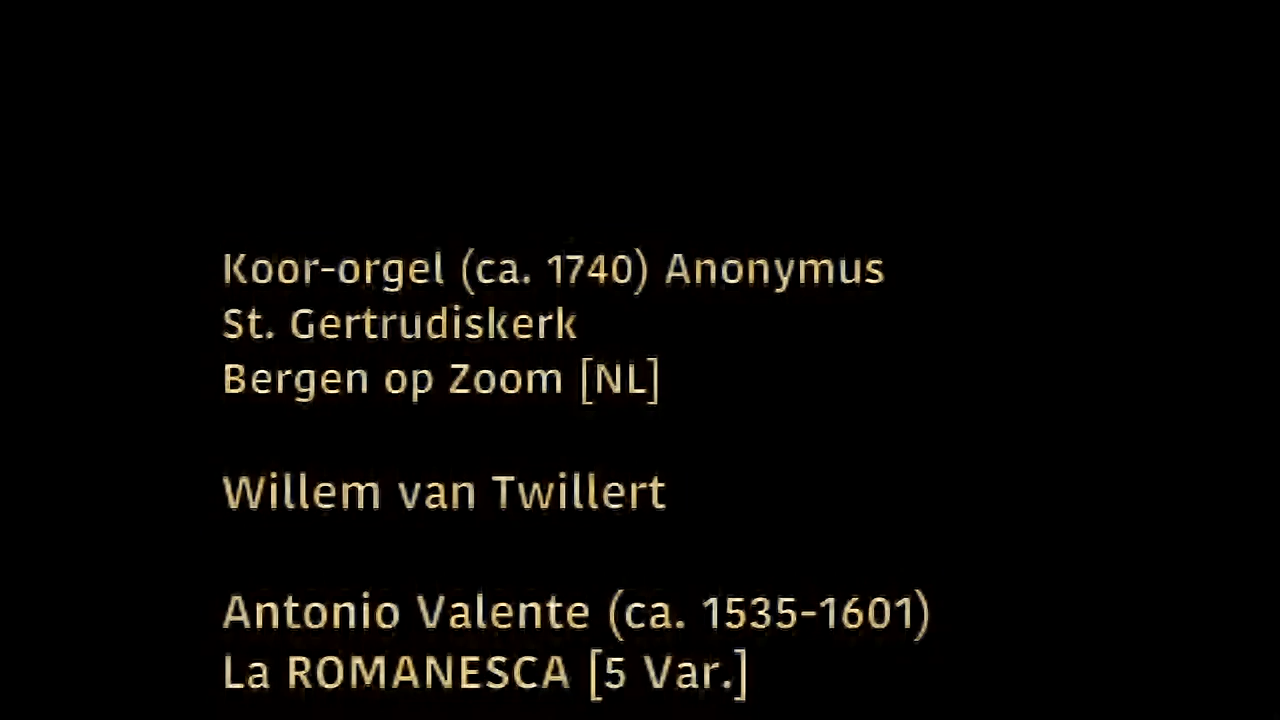 Koor-orgel (ca. 1740) Anonymus
St. Gertrudiskerk
Bergen op Zoom [NL]
Willem van Twillert
Antonio Valente (ca. 1535-1601)
La ROMANESCA [5 Var.]